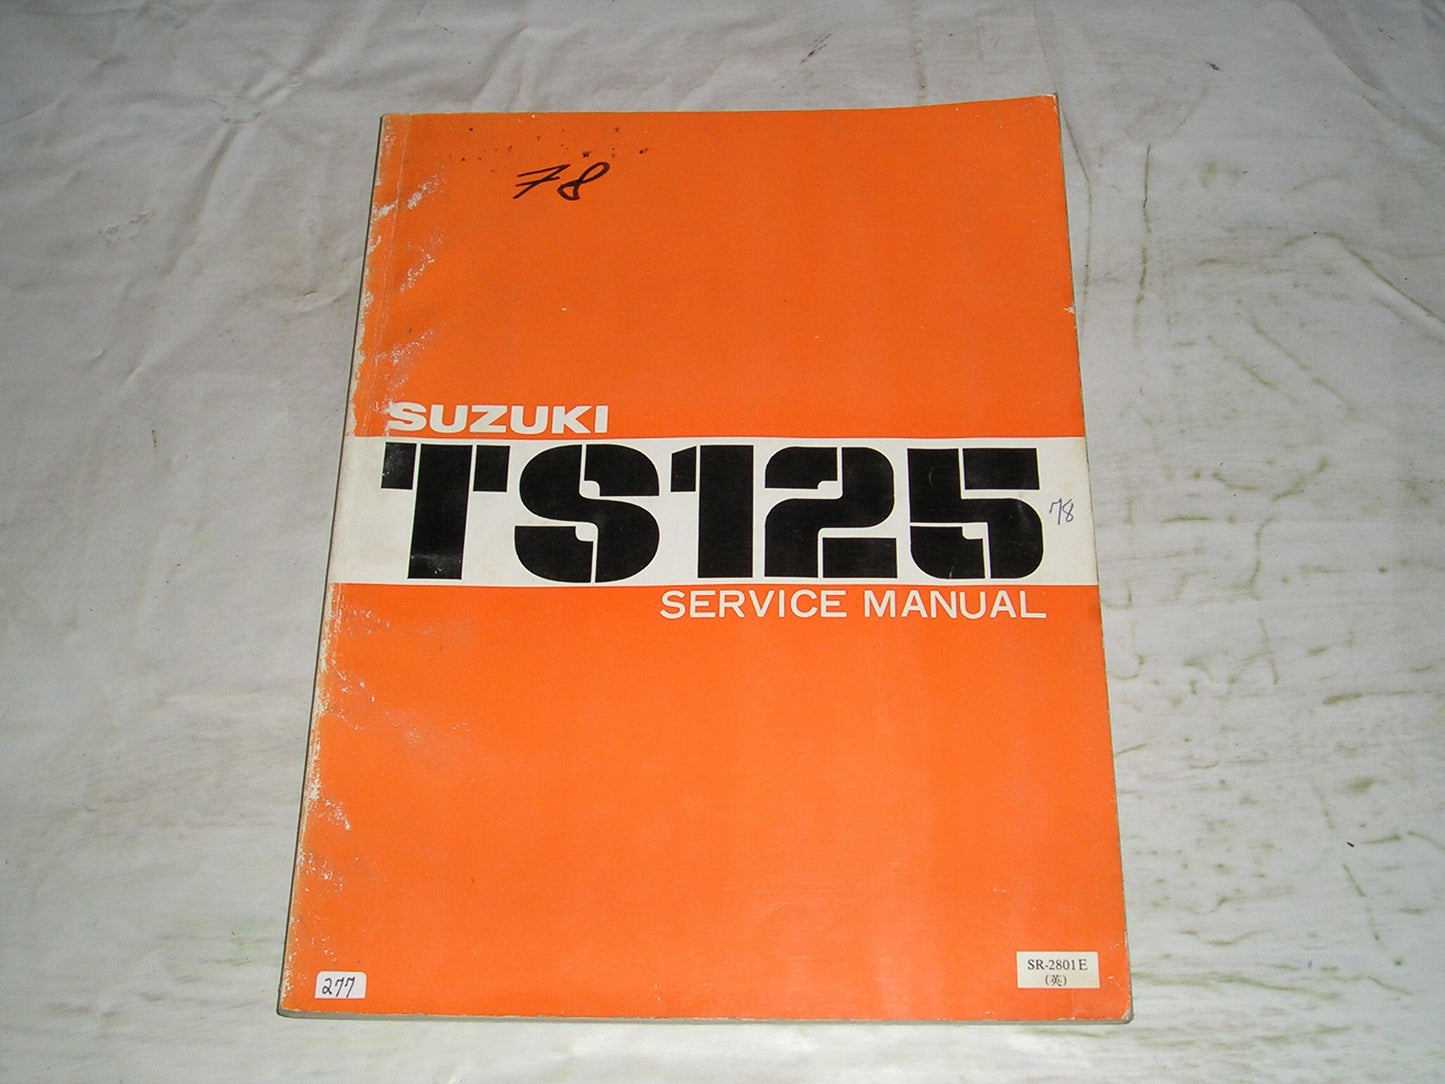 78
SUZUKI
TS125
78
SERVICE MANUAL
SR-2801E
(英)
277